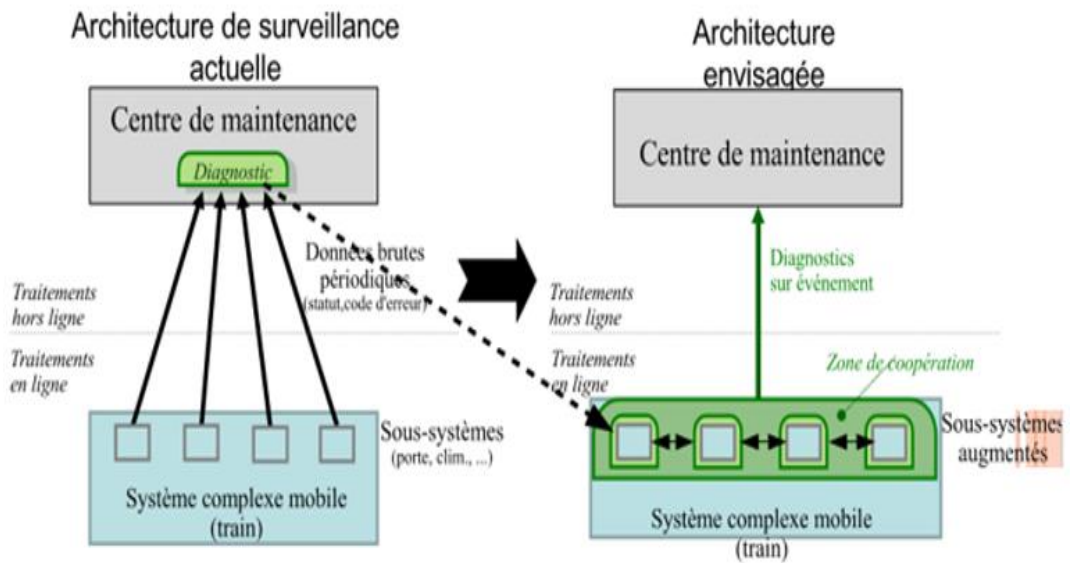 Architecture de surveillance
actuelle
Centre de maintenance
Diagnostic
Données brutes
périodiques
(statut,code d'erreur)
Traitements
hors ligne
Traitements
en ligne
Sous-systèmes
(porte, clim., ...)
Système complexe mobile
(train)
Architecture
envisagée
Centre de maintenance
Diagnostics
sur événement
Traitements
hors ligne
Traitements
en ligne
Zone de coopération
Sous-systèmes
augmentés
Système complexe mobile
(train)